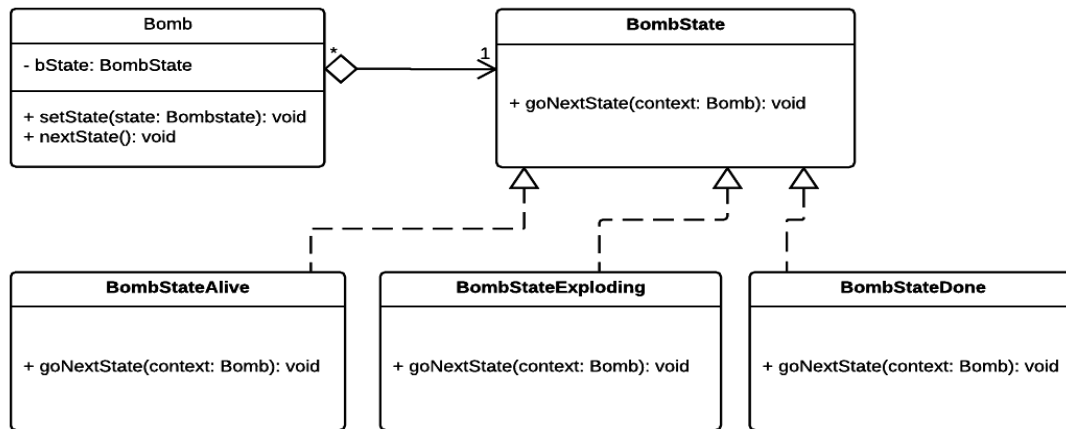 Bomb
- bState: BombState
+ setState(state: Bombstate): void
+ nextState(): void
*
1
BombState
+ goNextState(context: Bomb): void
BombStateAlive
+ goNextState(context: Bomb): void
BombStateExploding
+ goNextState(context: Bomb): void
BombStateDone
+ goNextState(context: Bomb): void